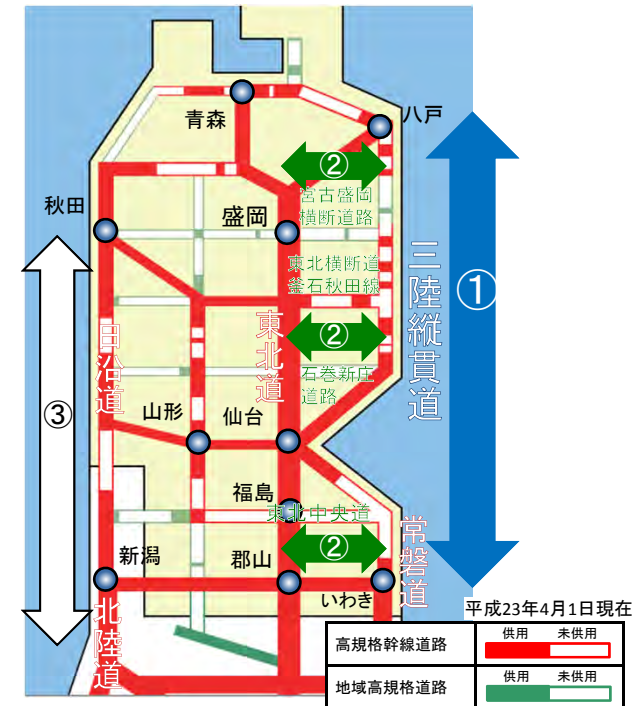 青森
八戸
②
宮古盛岡
横断道路
秋田
盛岡
東北横断道
釜石秋田線
三陸縦貫道
①
②
日沿道
東北道
石巻新庄
道路
③
山形
仙台
福島
東北中央道
常磐道
②
新潟
郡山
いわき
北陸道
平成23年4月1日現在
高規格幹線道路
供用 未供用
地域高規格道路
供用 未供用